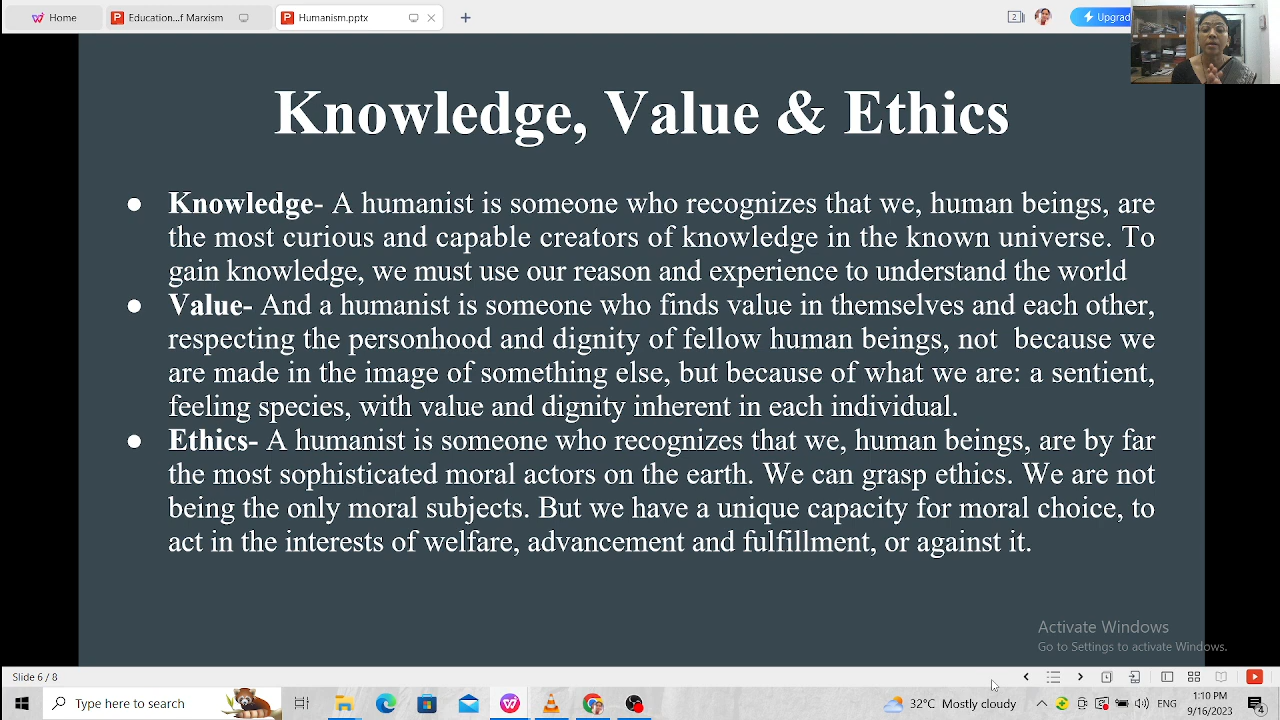 Home
Education...f Marxism
Humanism.pptx
2
Upgrad
Knowledge, Value & Ethics
● Knowledge- A humanist is someone who recognizes that we, human beings, are
the most curious and capable creators of knowledge in the known universe. To
gain knowledge, we must use our reason and experience to understand the world
● Value- And a humanist is someone who finds value in themselves and each other,
respecting the personhood and dignity of fellow human beings, not because we
are made in the image of something else, but because of what we are: a sentient,
feeling species, with value and dignity inherent in each individual.
● Ethics- A humanist is someone who recognizes that we, human beings, are by far
the most sophisticated moral actors on the earth. We can grasp ethics. We are not
being the only moral subjects. But we have a unique capacity for moral choice, to
act in the interests of welfare, advancement and fulfillment, or against it.
Activate Windows
Go to Settings to activate Windows.
Slide 6 / 8
Type here to search
32°C Mostly cloudy
ENG
1:10 PM
9/16/2023
4